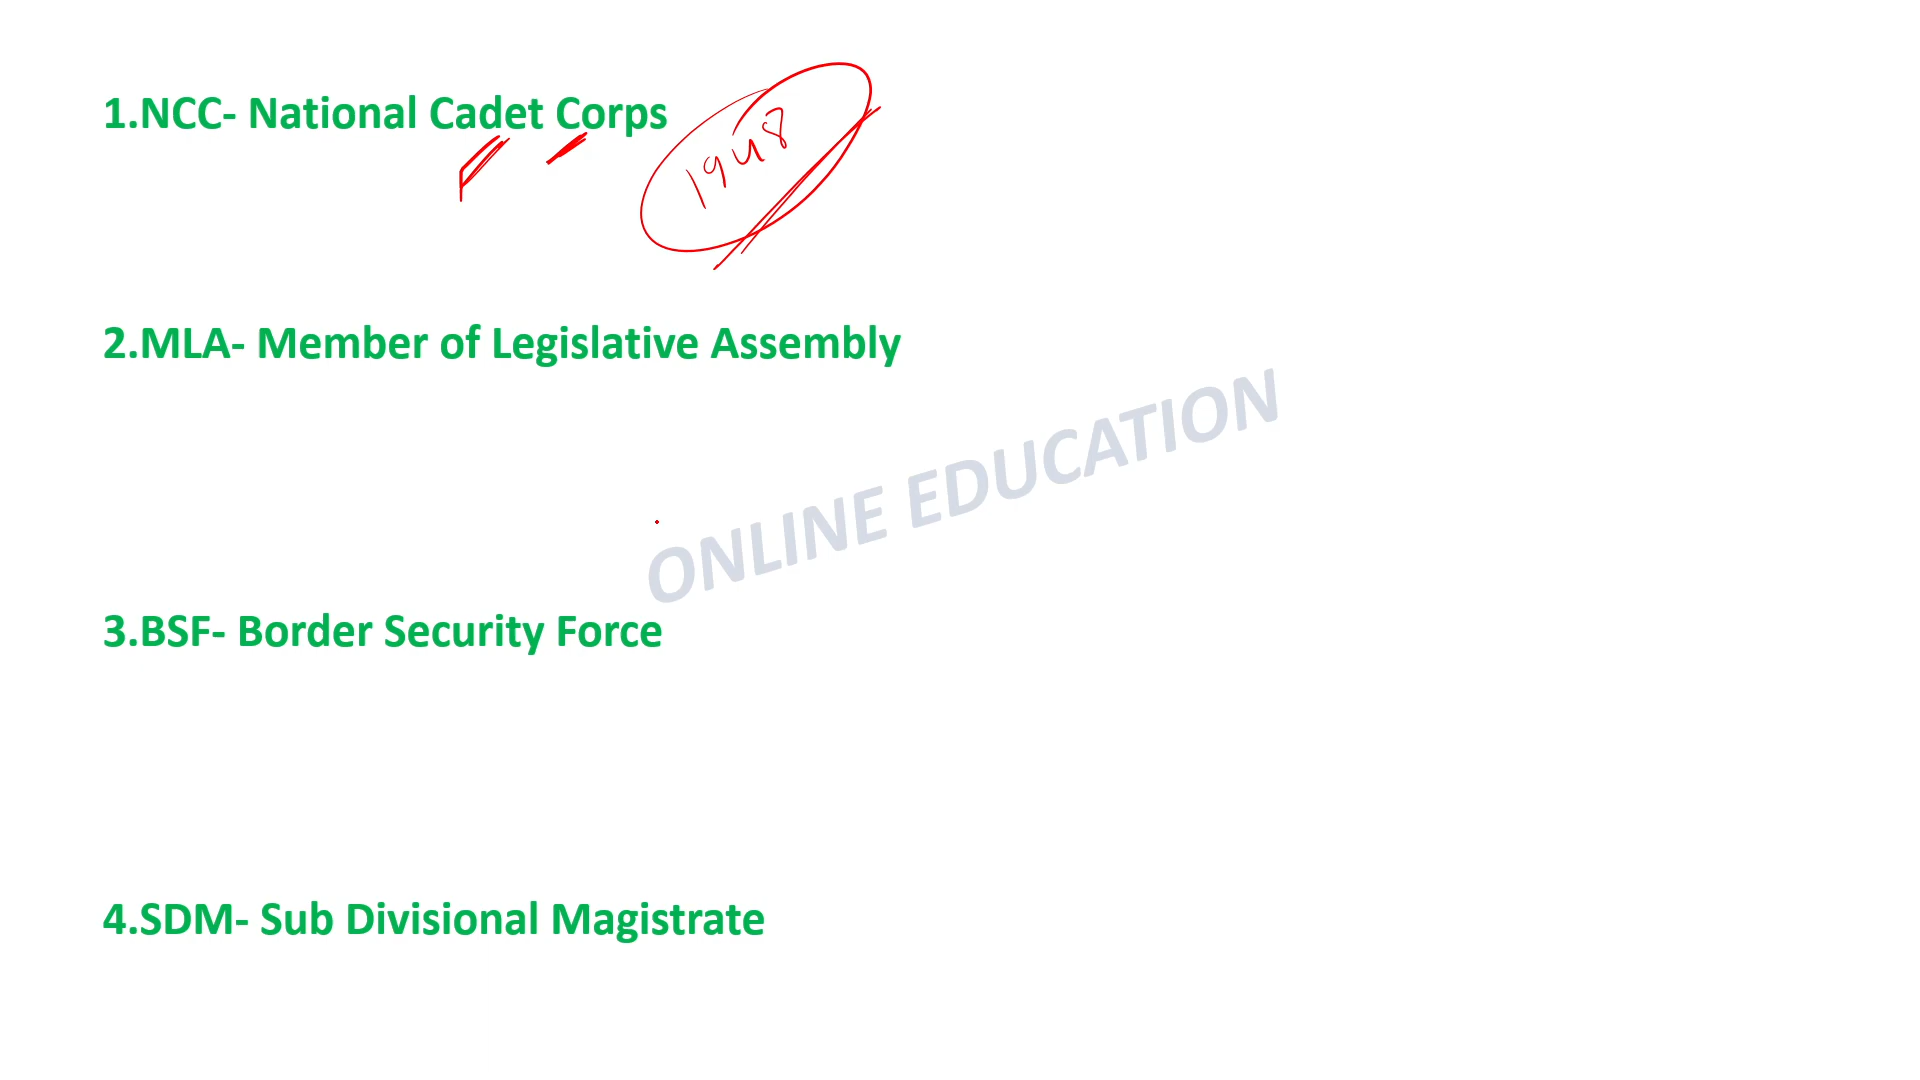 1.NCC- National Cadet Corps
1948
2.MLA- Member of Legislative Assembly
ONLINE EDUCATION
3.BSF- Border Security Force
4.SDM- Sub Divisional Magistrate